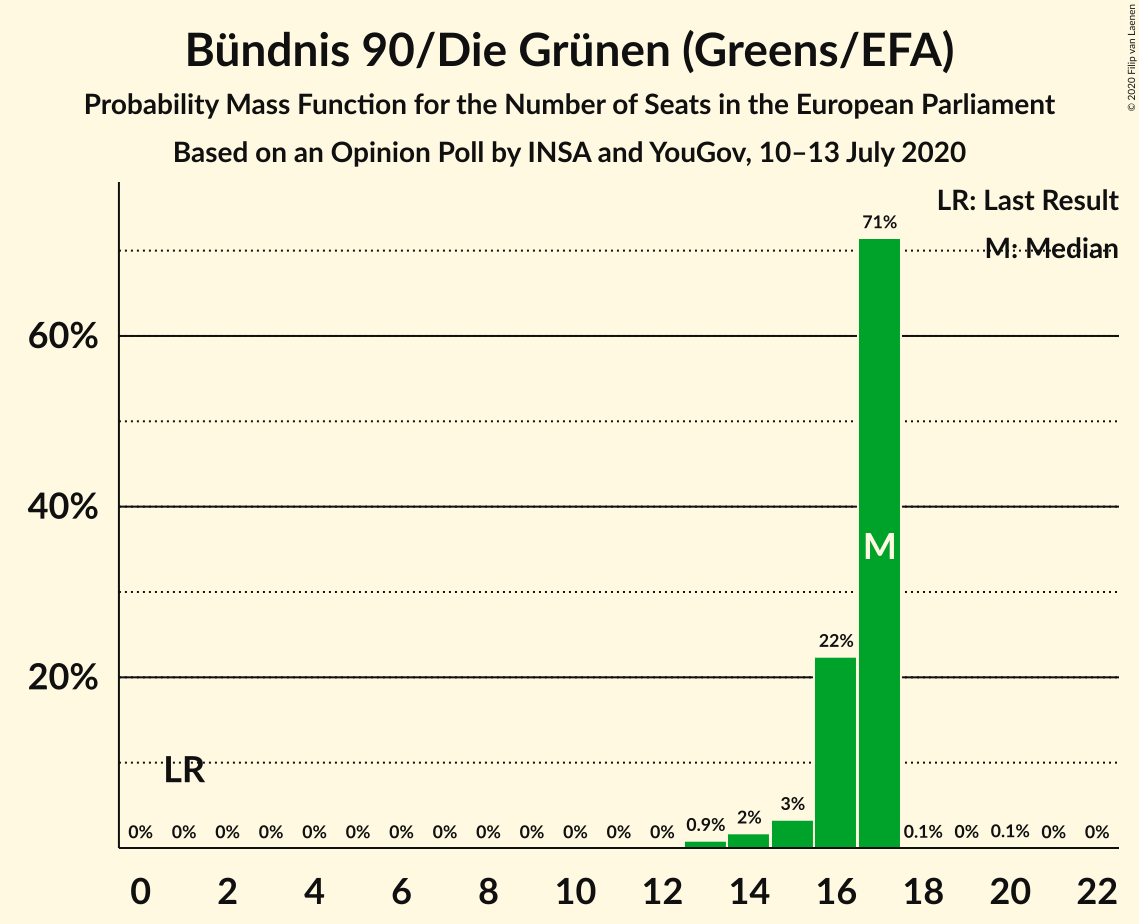 Bündnis 90/Die Grünen (Greens/EFA)
Probability Mass Function for the Number of Seats in the European Parliament
Based on an Opinion Poll by INSA and YouGov, 10–13 July 2020
© 2020 Filip van Laenen
LR: Last Result
M: Median
71%
60%
40%
M
22%
20%
LR
0% 0% 0% 0% 0% 0% 0% 0% 0% 0% 0% 0% 0% 0.9% 2% 3% 0.1% 0% 0.1% 0% 0%
0 2 4 6 8 10 12 14 16 18 20 22